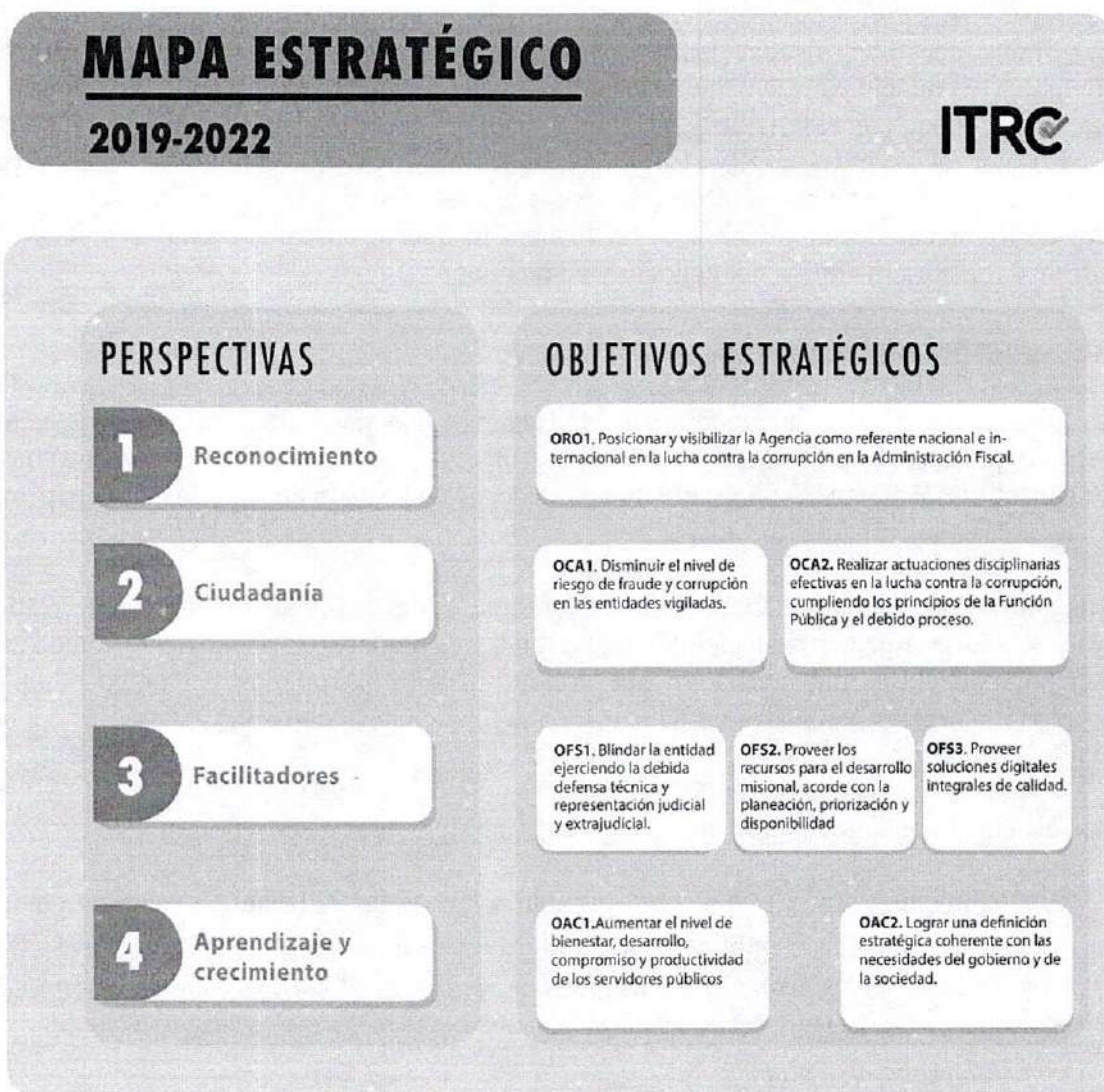 MAPA ESTRATÉGICO
2019-2022
ITRC
PERSPECTIVAS
OBJETIVOS ESTRATÉGICOS
1
Reconocimiento
ORO1. Posicionar y visibilizar la Agencia como referente nacional e in-
ternacional en la lucha contra la corrupción en la Administración Fiscal.
2
Ciudadanía
OCA1. Disminuir el nivel de
riesgo de fraude y corrupción
en las entidades vigiladas.
OCA2. Realizar actuaciones disciplinarias
efectivas en la lucha contra la corrupción,
cumpliendo los principios de la Función
Pública y el debido proceso.
3
Facilitadores
OFS1. Blindar la entidad
ejerciendo la debida
defensa técnica y
representación judicial
y extrajudicial.
OFS2. Proveer los
recursos para el desarrollo
misional, acorde con la
planeación, priorización y
disponibilidad
OFS3. Proveer
soluciones digitales
integrales de calidad.
4
Aprendizaje y
crecimiento
OAC1.Aumentar el nivel de
bienestar, desarrollo,
compromiso y productividad
de los servidores públicos
OAC2. Lograr una definición
estratégica coherente con las
necesidades del gobierno y de
la sociedad.